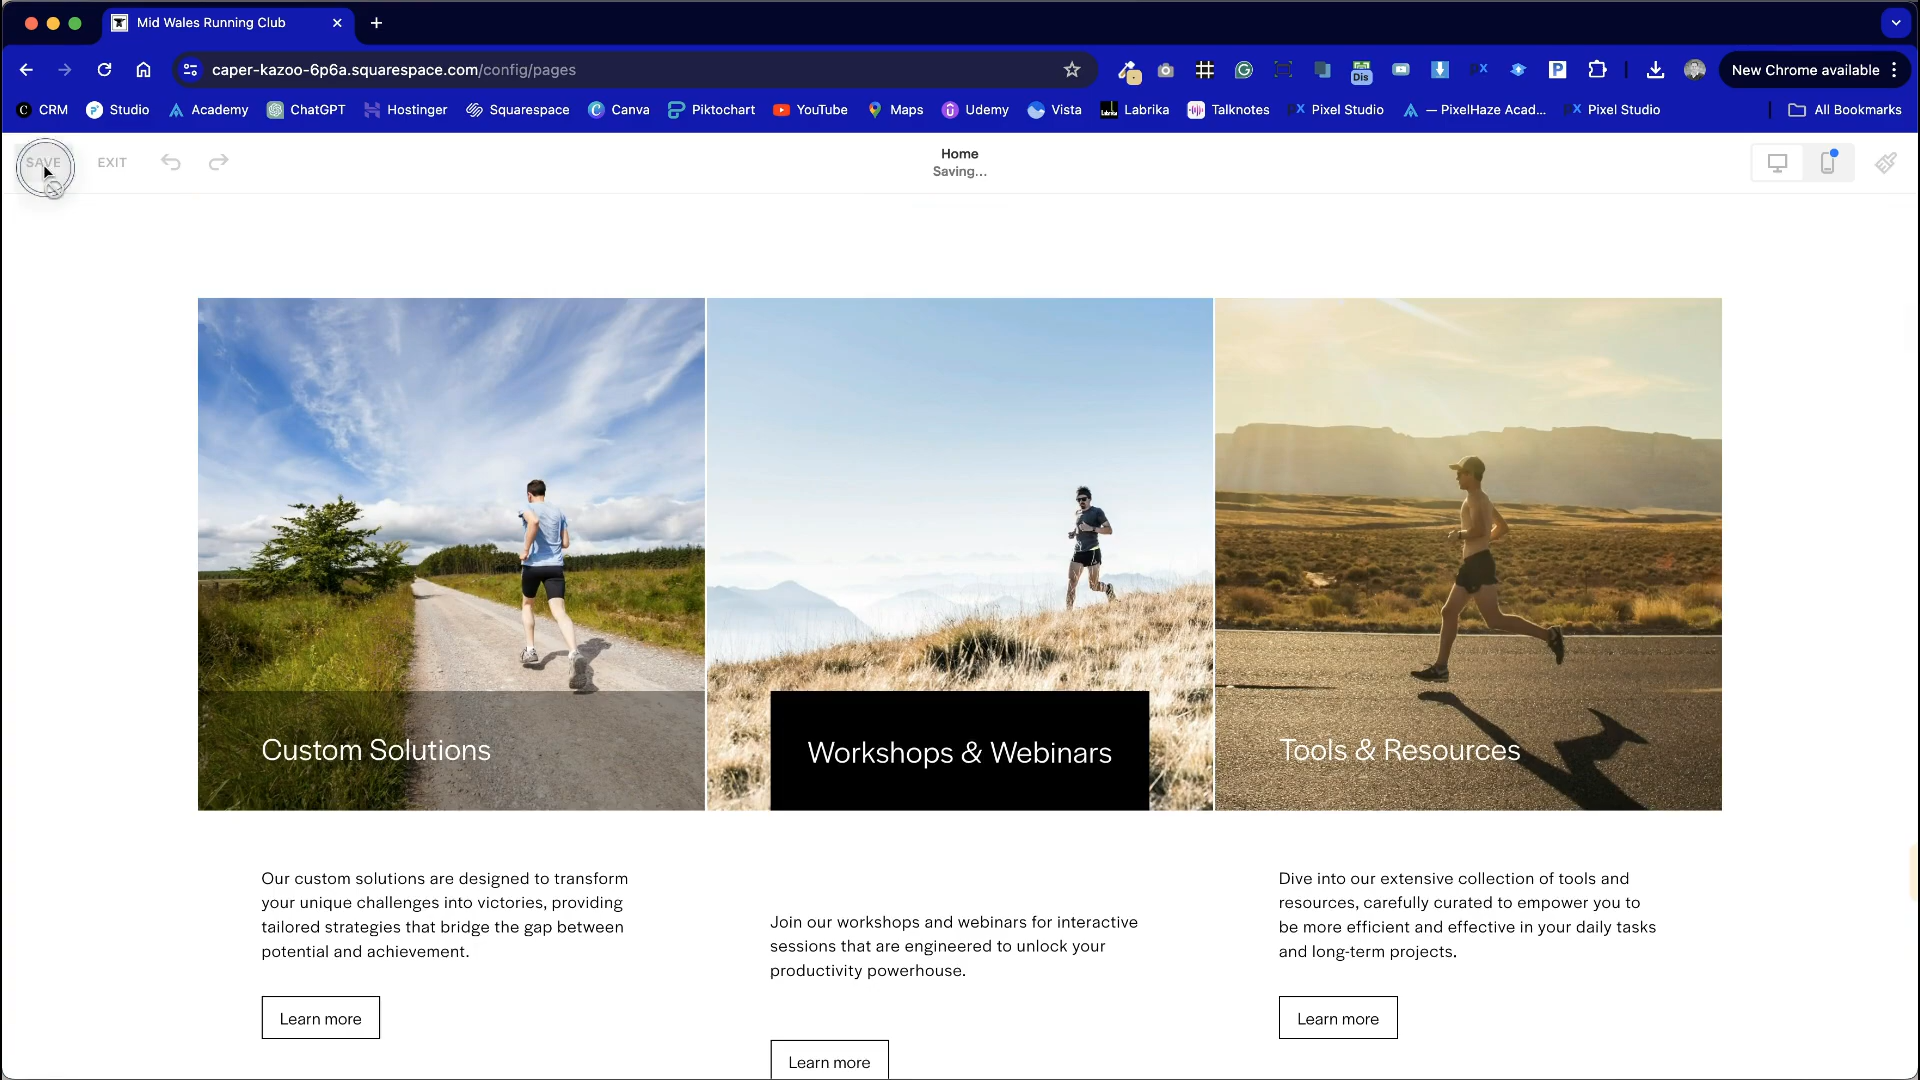 Mid Wales Running Club
caper-kazoo-6p6a.squarespace.com/config/pages
Dis
New Chrome available
CRM Studio Academy ChatGPT Hostinger Squarespace Canva Piktochart YouTube Maps Udemy Vista Labrika Talknotes Pixel Studio — PixelHaze Acad... Pixel Studio All Bookmarks
SAVE EXIT
Home
Saving...
Custom Solutions
Workshops & Webinars
Tools & Resources
Our custom solutions are designed to transform
your unique challenges into victories, providing
tailored strategies that bridge the gap between
potential and achievement.
Learn more
Join our workshops and webinars for interactive
sessions that are engineered to unlock your
productivity powerhouse.
Learn more
Dive into our extensive collection of tools and
resources, carefully curated to empower you to
be more efficient and effective in your daily tasks
and long-term projects.
Learn more